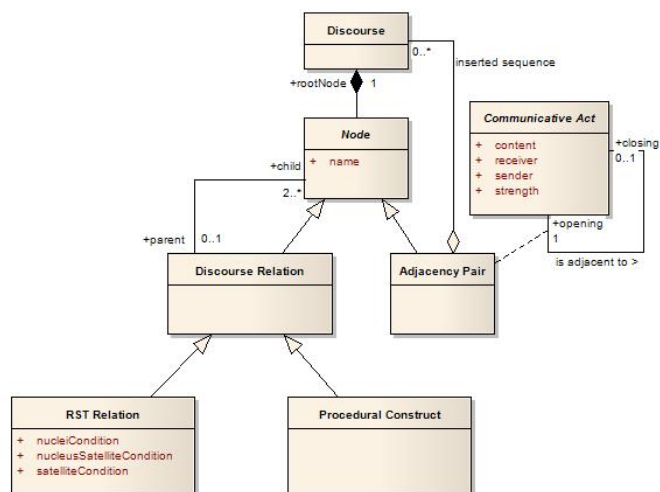 Discourse
0..*
inserted sequence
+rootNode 1
Node
+ name
Communicative Act
+ content
+ receiver
+ sender
+ strength
+closing
0..1
+child
2..*
+opening
1
is adjacent to >
+parent 0..1
Discourse Relation
Adjacency Pair
RST Relation
+ nucleiCondition
+ nucleusSatelliteCondition
+ satelliteCondition
Procedural Construct